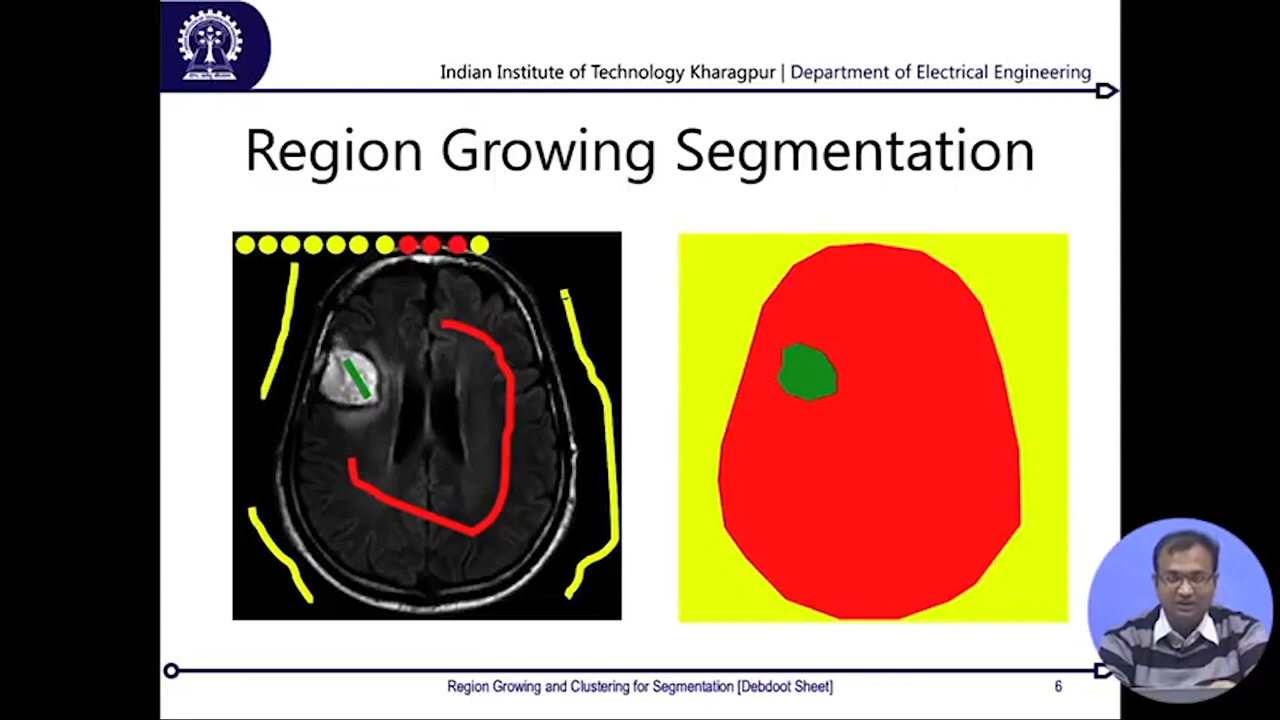 Indian Institute of Technology Kharagpur | Department of Electrical Engineering
Region Growing Segmentation
Region Growing and Clustering for Segmentation [Debdoot Sheet]
6